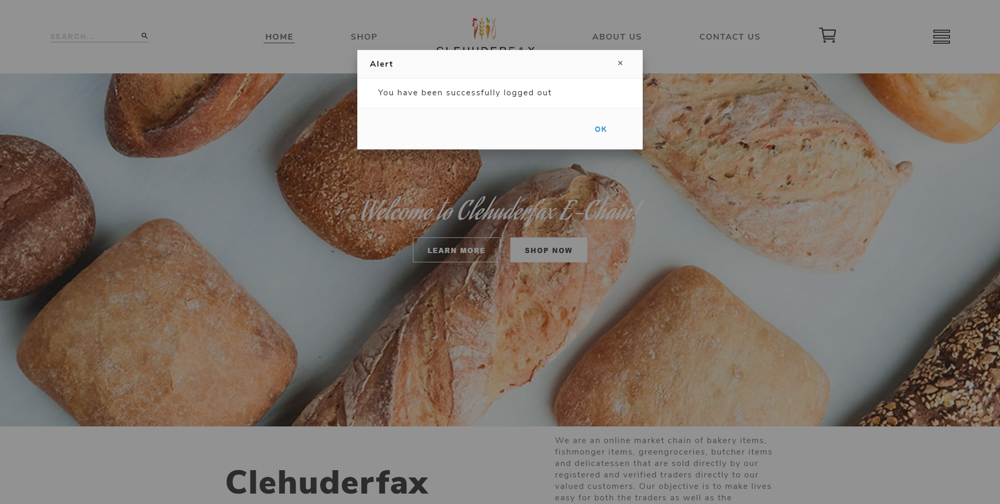 SEARCH...
HOME
SHOP
CLEHUDERFAX
ABOUT US
CONTACT US
Alert
×
You have been successfully logged out
OK
Welcome to Clehuderfax E-Chain!
LEARN MORE
SHOP NOW
Clehuderfax
We are an online market chain of bakery items,
fishmonger items, greengroceries, butcher items
and delicatessen that are sold directly by our
registered and verified traders directly to our
valued customers. Our objective is to make lives
easy for both the traders as well as the